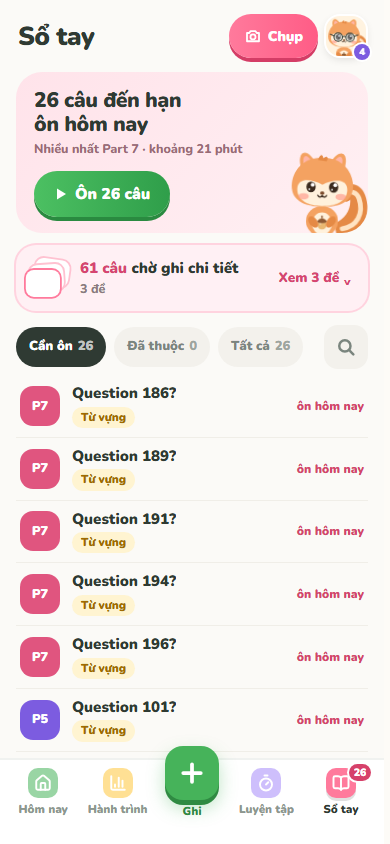 Sổ tay
Chụp
4
26 câu đến hạn
ôn hôm nay
Nhiều nhất Part 7 · khoảng 21 phút
Ôn 26 câu
61 câu chờ ghi chi tiết
3 đề
Xem 3 đề
Cần ôn 26
Đã thuộc 0
Tất cả 26
P7
Question 186?
Từ vựng
ôn hôm nay
P7
Question 189?
Từ vựng
ôn hôm nay
P7
Question 191?
Từ vựng
ôn hôm nay
P7
Question 194?
Từ vựng
ôn hôm nay
P7
Question 196?
Từ vựng
ôn hôm nay
P5
Question 101?
Từ vựng
ôn hôm nay
Hôm nay
Hành trình
Ghi
Luyện tập
26
Sổ tay